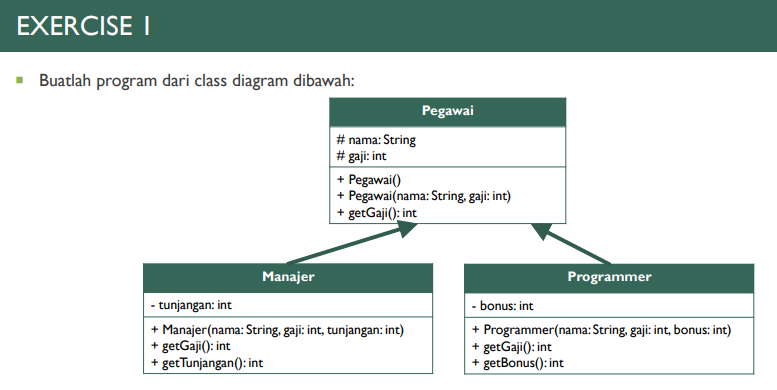 EXERCISE 1
Buatlah program dari class diagram dibawah:
Pegawai
# nama: String
# gaji: int
+ Pegawai()
+ Pegawai(nama: String, gaji: int)
+ getGaji(): int
Manajer
- tunjangan: int
+ Manajer(nama: String, gaji: int, tunjangan: int)
+ getGaji(): int
+ getTunjangan(): int
Programmer
- bonus: int
+ Programmer(nama: String, gaji: int, bonus: int)
+ getGaji(): int
+ getBonus(): int